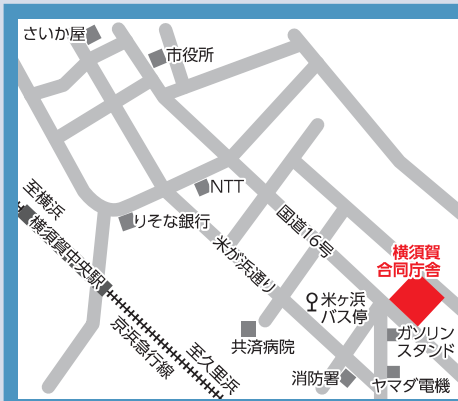 さいか屋
市役所
NTT
至横浜
横須賀中央駅
りそな銀行
国道16号
米が浜通り
横須賀
合同庁舎
米ヶ浜
バス停
ガソリン
スタンド
共済病院
京浜急行線
至久里浜
消防署
ヤマダ電機